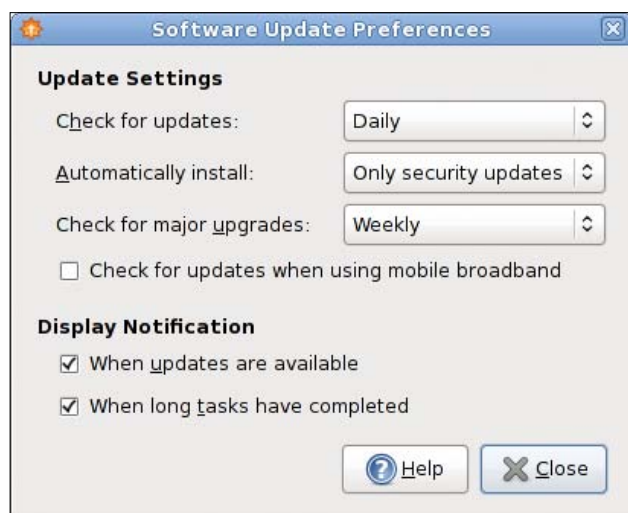 Software Update Preferences
Update Settings
Check for updates: Daily
Automatically install: Only security updates
Check for major upgrades: Weekly
Check for updates when using mobile broadband
Display Notification
When updates are available
When long tasks have completed
Help Close